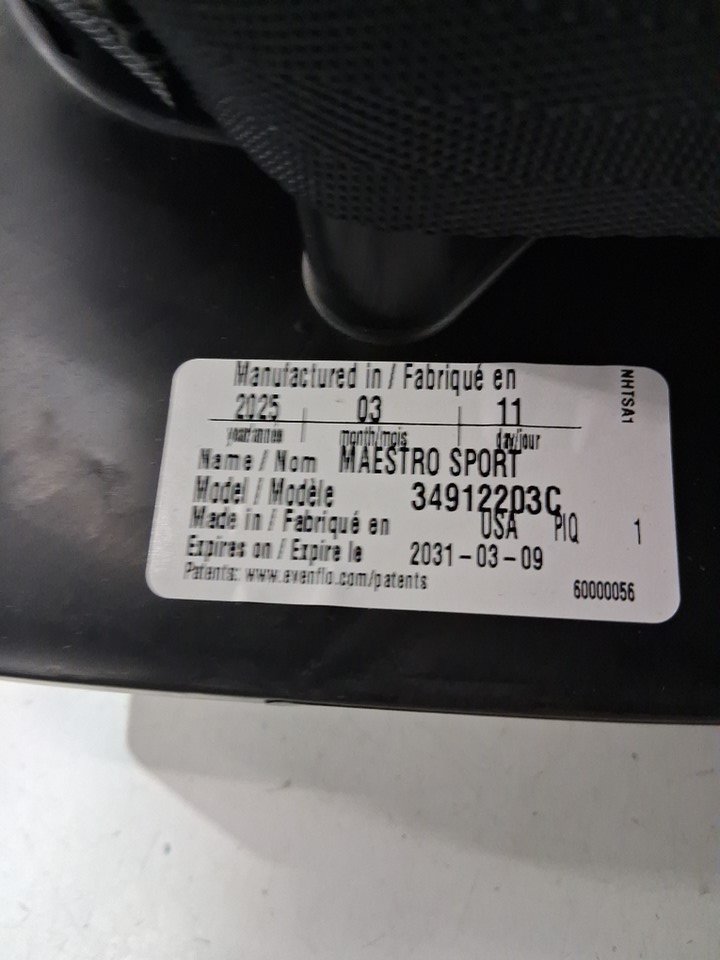 Manufactured in / Fabriqué en
2025 | 03 | 11
year/année month/mois day/jour
Name / Nom MAESTRO SPORT
Model / Modèle 34912203C
Made in / Fabriqué en USA PIQ 1
Expires on / Expire le 2031-03-09
Patents: www.evenflo.com/patents
60000056
NHTSA1